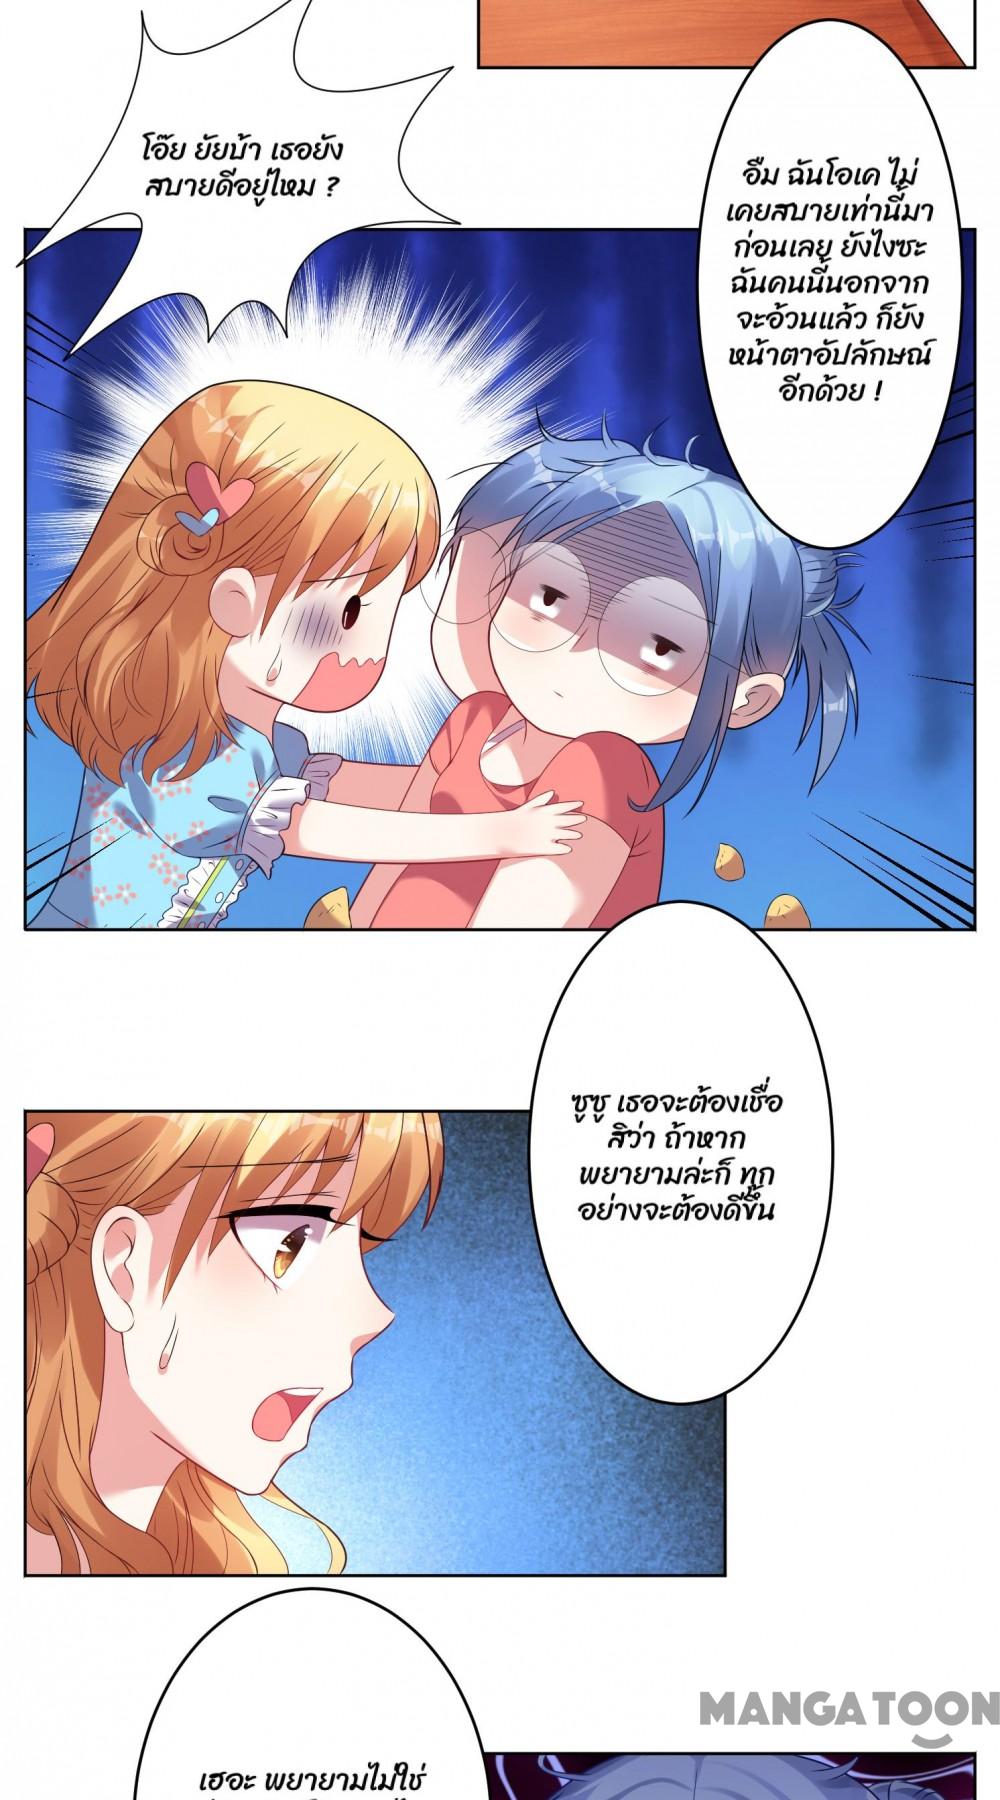 โอ๊ย ยัยบ้า เธอยัง
สบายดีอยู่ไหม ?
อืม ฉันโอเค ไม่
เคยสบายเท่านี้มา
ก่อนเลย ยังไงซะ
ฉันคนนี้นอกจาก
จะอ้วนแล้ว ก็ยัง
หน้าตาอัปลักษณ์
อีกด้วย !
ซูซู เธอจะต้องเชื่อ
สิว่า ถ้าหาก
พยายามล่ะก็ ทุก
อย่างจะต้องดีขึ้น
MANGATOON
เฮอะ พยายามไม่ใช่